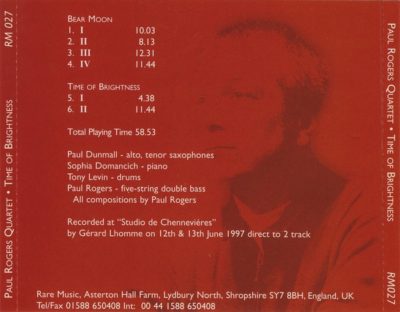 RM 027
PAUL ROGERS QUARTET • TIME OF BRIGHTNESS
BEAR MOON
1. I 10.03
2. II 8.13
3. III 12.31
4. IV 11.44
TIME OF BRIGHTNESS
5. I 4.38
6. II 11.44
Total Playing Time 58.53
Paul Dunmall - alto, tenor saxophones
Sophia Domancich - piano
Tony Levin - drums
Paul Rogers - five-string double bass
All compositions by Paul Rogers
Recorded at "Studio de Chennevières"
by Gérard Lhomme on 12th & 13th June 1997 direct to 2 track
Rare Music, Asterton Hall Farm, Lydbury North, Shropshire SY7 8BH, England, UK
Tel/Fax 01588 650408 Int: 00 44 1588 650408
PAUL ROGERS QUARTET • TIME OF BRIGHTNESS
RM027